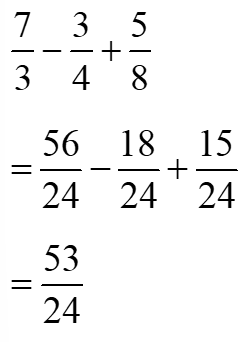 7/3 − 3/4 + 5/8
= 56/24 − 18/24 + 15/24
= 53/24